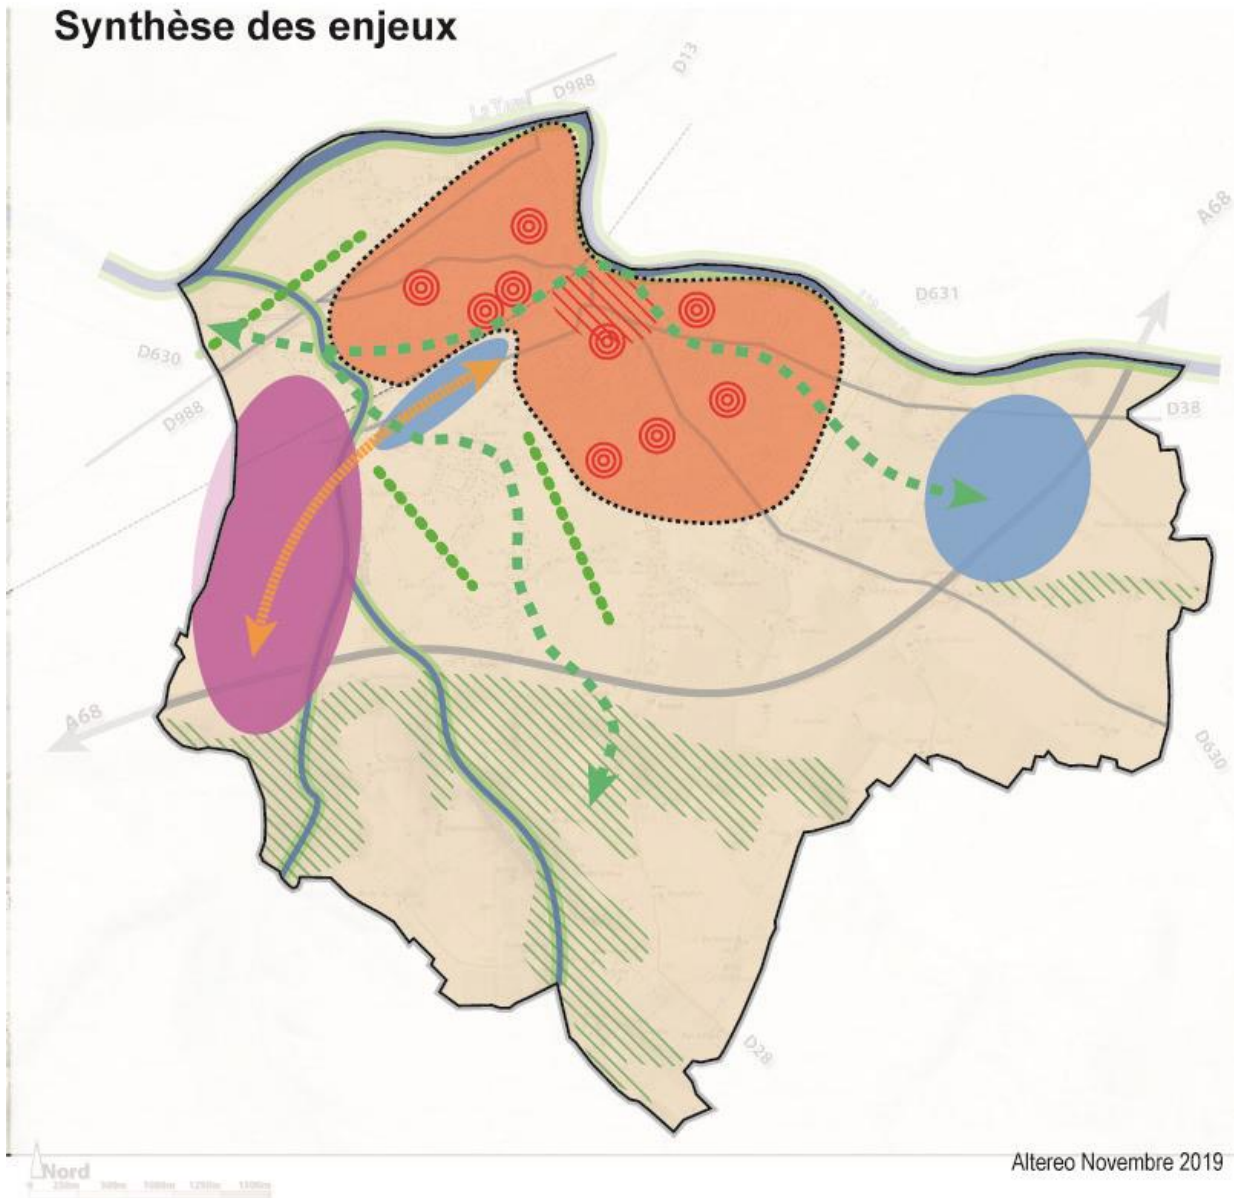 Synthèse des enjeux
D13
D988
Le Tarn
A68
D631
D630
D988
D38
A68
D630
D28
Altereo Novembre 2019
Nord